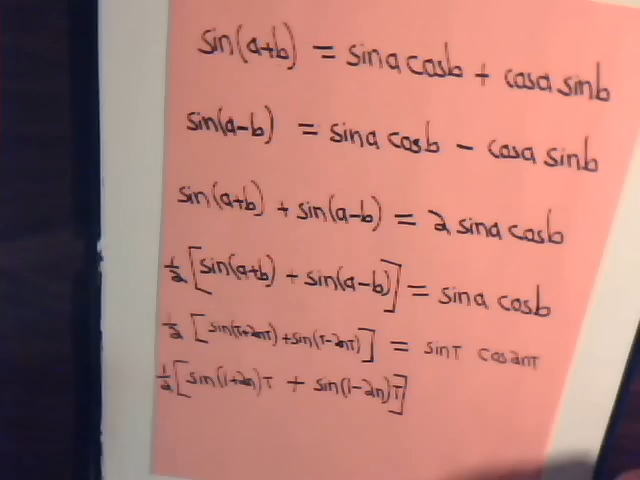 sin(a+b) = sina cosb + cosa sinb
sin(a-b) = sina cosb - cosa sinb
sin(a+b) + sin(a-b) = 2 sina cosb
½[sin(a+b) + sin(a-b)] = sina cosb
½[sin(τ+2nτ) + sin(τ-2nτ)] = sinτ cos2nτ
½[sin(1+2n)τ + sin(1-2n)τ]